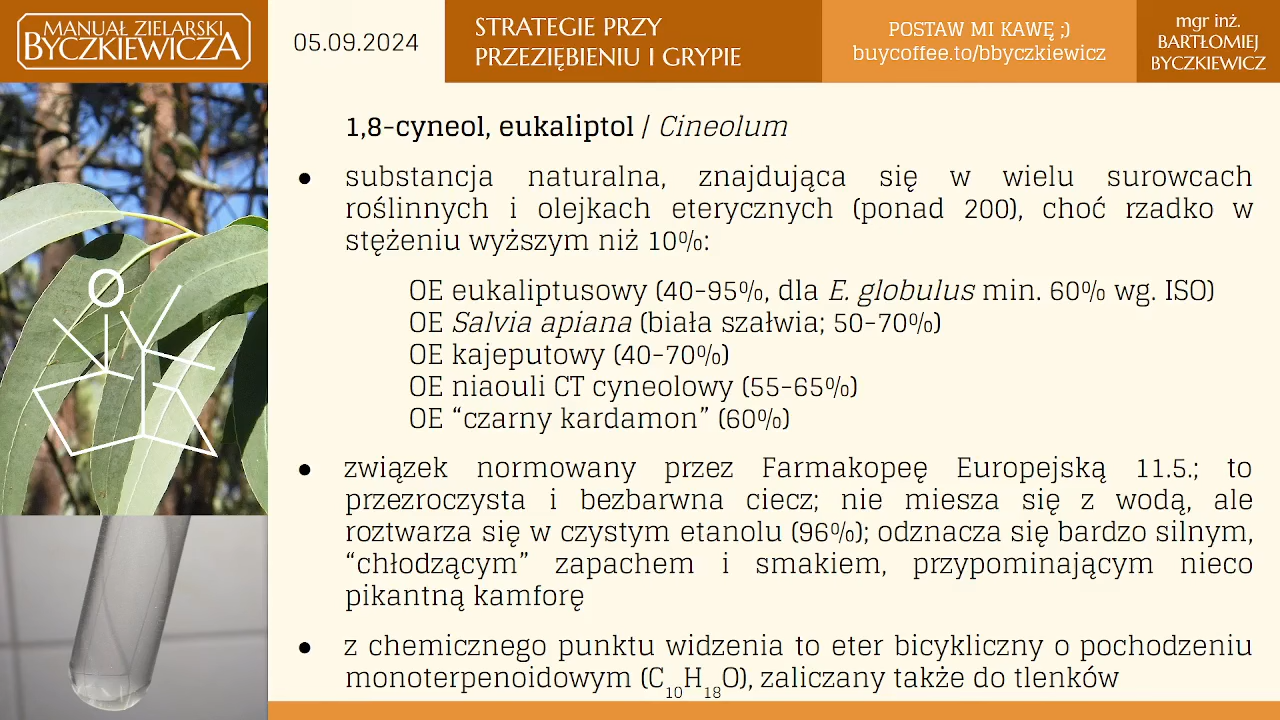 MANUAŁ ZIELARSKI
BYCZKIEWICZA
05.09.2024
STRATEGIE PRZY
PRZEZIĘBIENIU I GRYPIE
POSTAW MI KAWĘ ;)
buycoffee.to/bbyczkiewicz
mgr inż.
BARTŁOMIEJ
BYCZKIEWICZ
1,8-cyneol, eukaliptol / Cineolum
● substancja naturalna, znajdująca się w wielu surowcach
roślinnych i olejkach eterycznych (ponad 200), choć rzadko w
stężeniu wyższym niż 10%:
OE eukaliptusowy (40-95%, dla E. globulus min. 60% wg. ISO)
OE Salvia apiana (biała szałwia; 50-70%)
OE kajeputowy (40-70%)
OE niaouli CT cyneolowy (55-65%)
OE “czarny kardamon” (60%)
● związek normowany przez Farmakopeę Europejską 11.5.; to
przezroczysta i bezbarwna ciecz; nie miesza się z wodą, ale
roztwarza się w czystym etanolu (96%); odznacza się bardzo silnym,
“chłodzącym” zapachem i smakiem, przypominającym nieco
pikantną kamforę
● z chemicznego punktu widzenia to eter bicykliczny o pochodzeniu
monoterpenoidowym (C₁₀H₁₈O), zaliczany także do tlenków
O